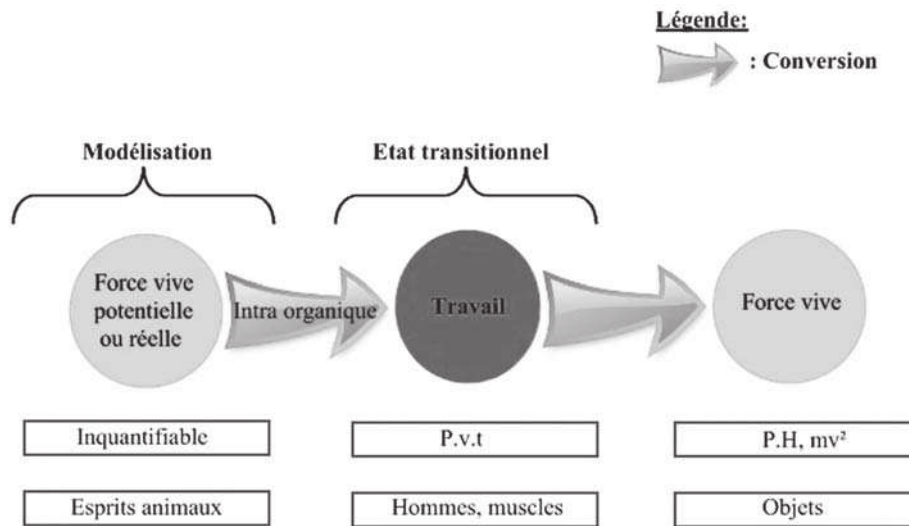 Légende:
: Conversion
Modélisation
Etat transitionnel
Force vive
potentielle
ou réelle
Intra organique
Travail
Force vive
Inquantifiable
P.v.t
P.H, mv²
Esprits animaux
Hommes, muscles
Objets